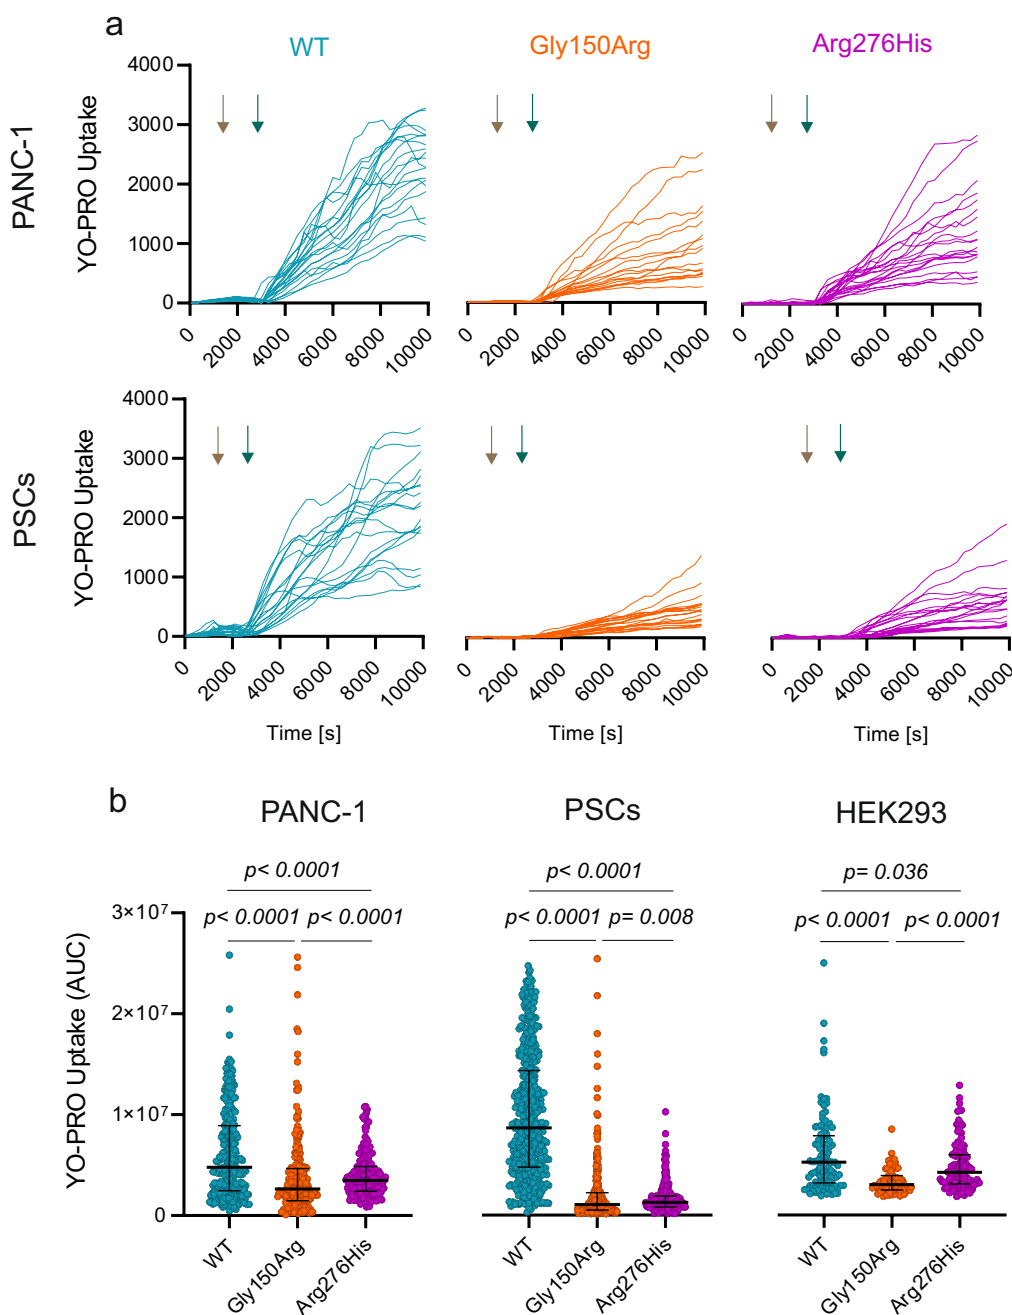 a
WT Gly150Arg Arg276His
PANC-1
YO-PRO Uptake
4000
3000
2000
1000
0
0 2000 4000 6000 8000 10000
0 2000 4000 6000 8000 10000
0 2000 4000 6000 8000 10000
PSCs
YO-PRO Uptake
4000
3000
2000
1000
0
0 2000 4000 6000 8000 10000
0 2000 4000 6000 8000 10000
0 2000 4000 6000 8000 10000
Time [s] Time [s] Time [s]
b
PANC-1 PSCs HEK293
p< 0.0001 p< 0.0001 p= 0.036
p< 0.0001 p< 0.0001 p< 0.0001 p= 0.008 p< 0.0001 p< 0.0001
YO-PRO Uptake (AUC)
3×10⁷
2×10⁷
1×10⁷
0
WT Gly150Arg Arg276His
WT Gly150Arg Arg276His
WT Gly150Arg Arg276His